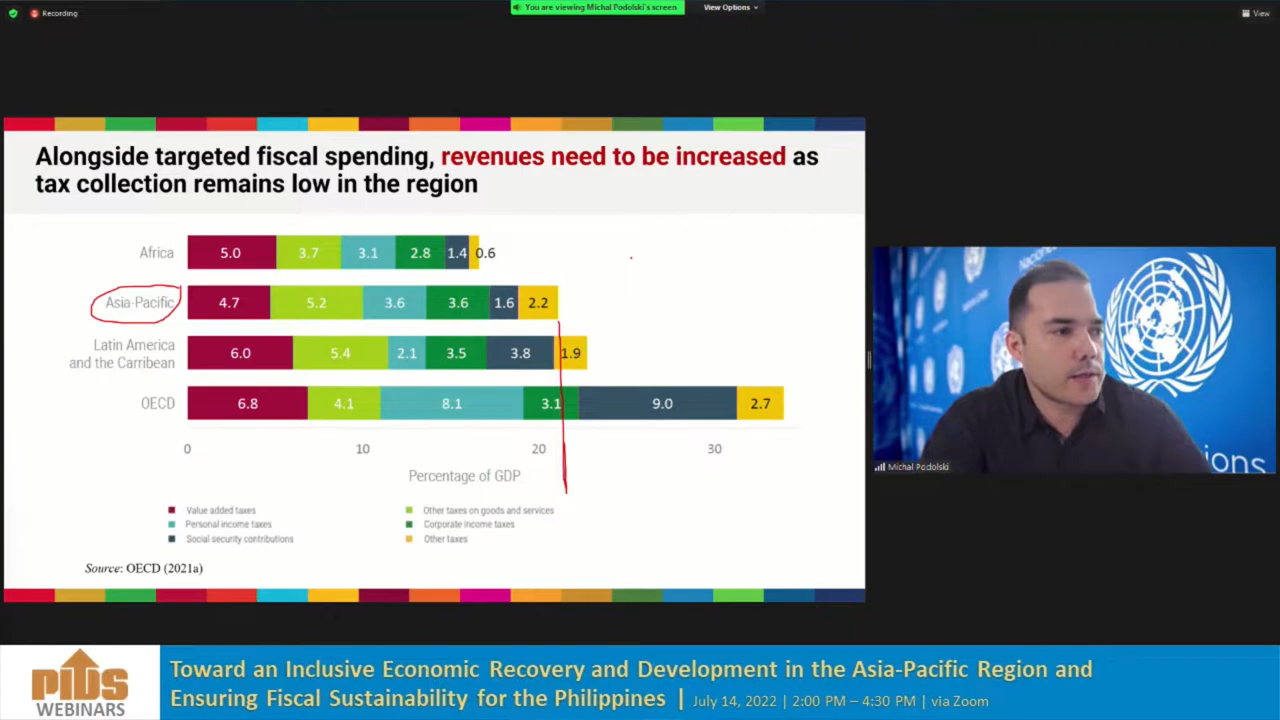 Recording
You are viewing Michal Podolski's screen
View Options
View
Alongside targeted fiscal spending, revenues need to be increased as
tax collection remains low in the region
Africa 5.0 3.7 3.1 2.8 1.4 0.6
Asia-Pacific 4.7 5.2 3.6 3.6 1.6 2.2
Latin America
and the Carribean
6.0 5.4 2.1 3.5 3.8 1.9
OECD 6.8 4.1 8.1 3.1 9.0 2.7
0 10 20 30
Percentage of GDP
Value added taxes
Other taxes on goods and services
Personal income taxes
Corporate income taxes
Social security contributions
Other taxes
Source: OECD (2021a)
Michal Podolski
PIDS
WEBINARS
Toward an Inclusive Economic Recovery and Development in the Asia-Pacific Region and
Ensuring Fiscal Sustainability for the Philippines | July 14, 2022 | 2:00 PM – 4:30 PM | via Zoom